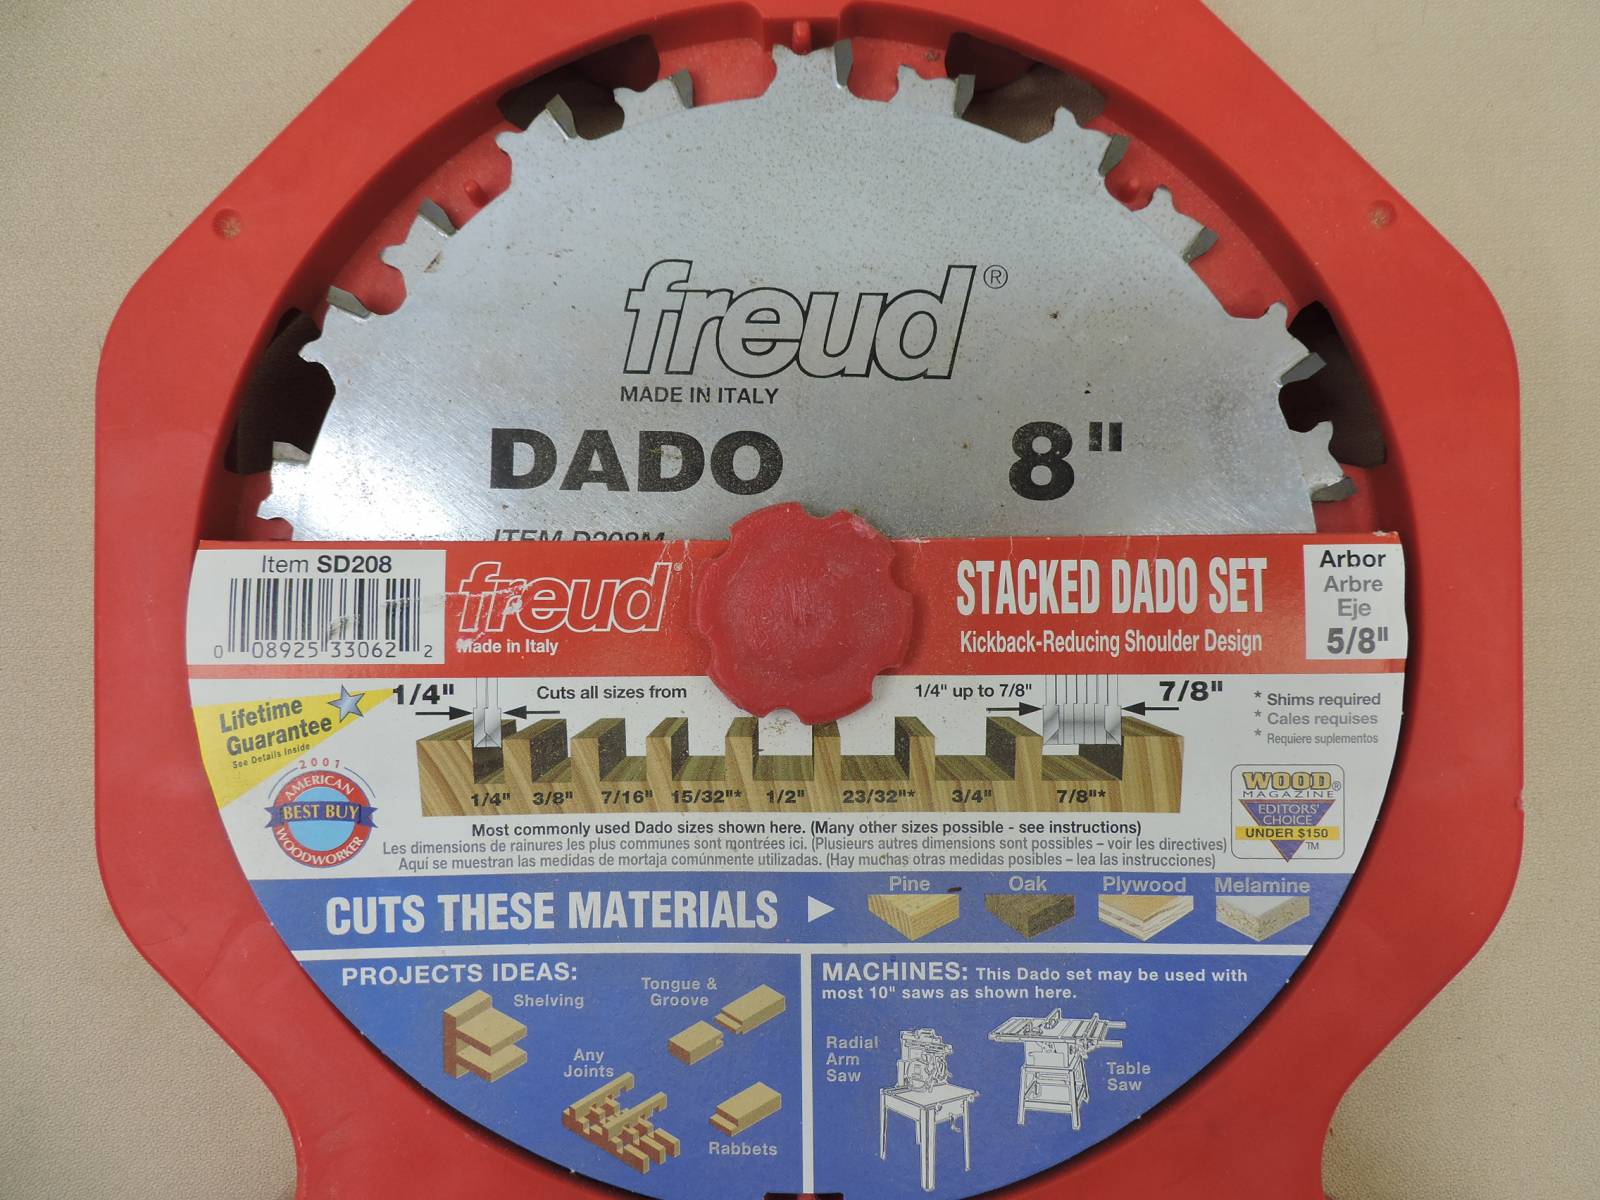 freud®
MADE IN ITALY
DADO 8"
ITEM D208M
Item SD208
0 08925 33062 2
freud®
Made in Italy
STACKED DADO SET
Kickback-Reducing Shoulder Design
Arbor
Arbre
Eje
5/8"
Lifetime
Guarantee
See Details Inside
1/4" Cuts all sizes from 1/4" up to 7/8" 7/8"
* Shims required
* Cales requises
* Requiere suplementos
2001
AMERICAN
BEST BUY
WOODWORKER
1/4" 3/8" 7/16" 15/32"* 1/2" 23/32"* 3/4" 7/8"*
WOOD®
MAGAZINE
EDITORS'
CHOICE
UNDER $150
TM
Most commonly used Dado sizes shown here. (Many other sizes possible - see instructions)
Les dimensions de rainures les plus communes sont montrées ici. (Plusieurs autres dimensions sont possibles – voir les directives)
Aquí se muestran las medidas de mortaja comúnmente utilizadas. (Hay muchas otras medidas posibles – lea las instrucciones)
CUTS THESE MATERIALS
Pine Oak Plywood Melamine
PROJECTS IDEAS:
Shelving
Tongue &
Groove
Any
Joints
Rabbets
MACHINES: This Dado set may be used with
most 10" saws as shown here.
Radial
Arm
Saw
Table
Saw